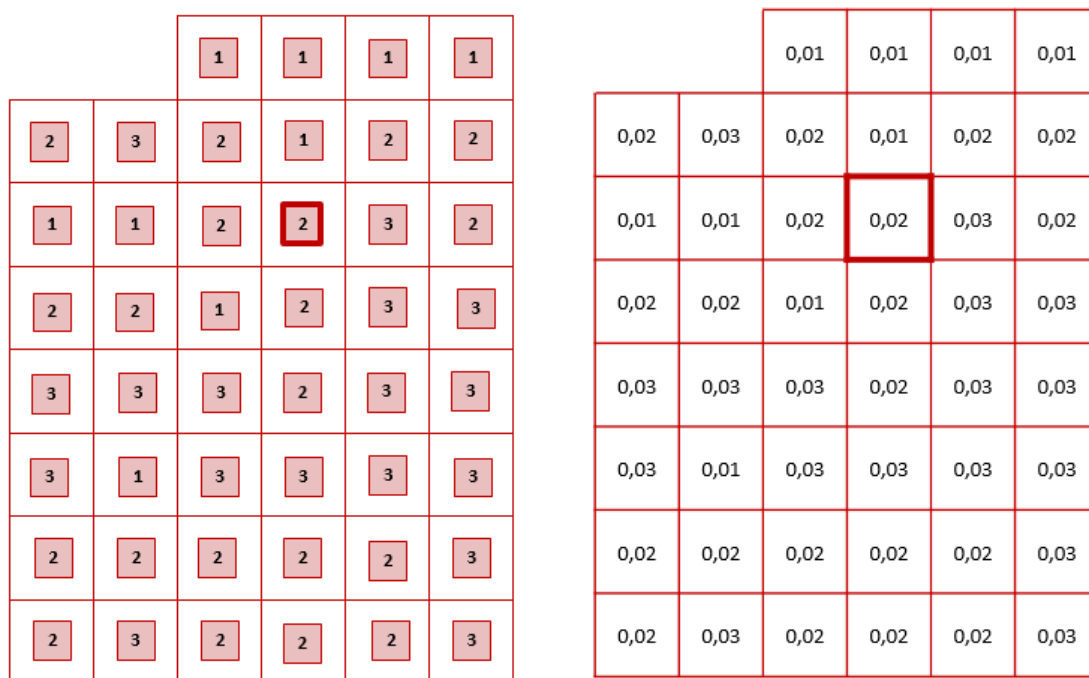 1 1 1 1
2 3 2 1 2 2
1 1 2 2 3 2
2 2 1 2 3 3
3 3 3 2 3 3
3 1 3 3 3 3
2 2 2 2 2 3
2 3 2 2 2 3
0,01 0,01 0,01 0,01
0,02 0,03 0,02 0,01 0,02 0,02
0,01 0,01 0,02 0,02 0,03 0,02
0,02 0,02 0,01 0,02 0,03 0,03
0,03 0,03 0,03 0,02 0,03 0,03
0,03 0,01 0,03 0,03 0,03 0,03
0,02 0,02 0,02 0,02 0,02 0,03
0,02 0,03 0,02 0,02 0,02 0,03